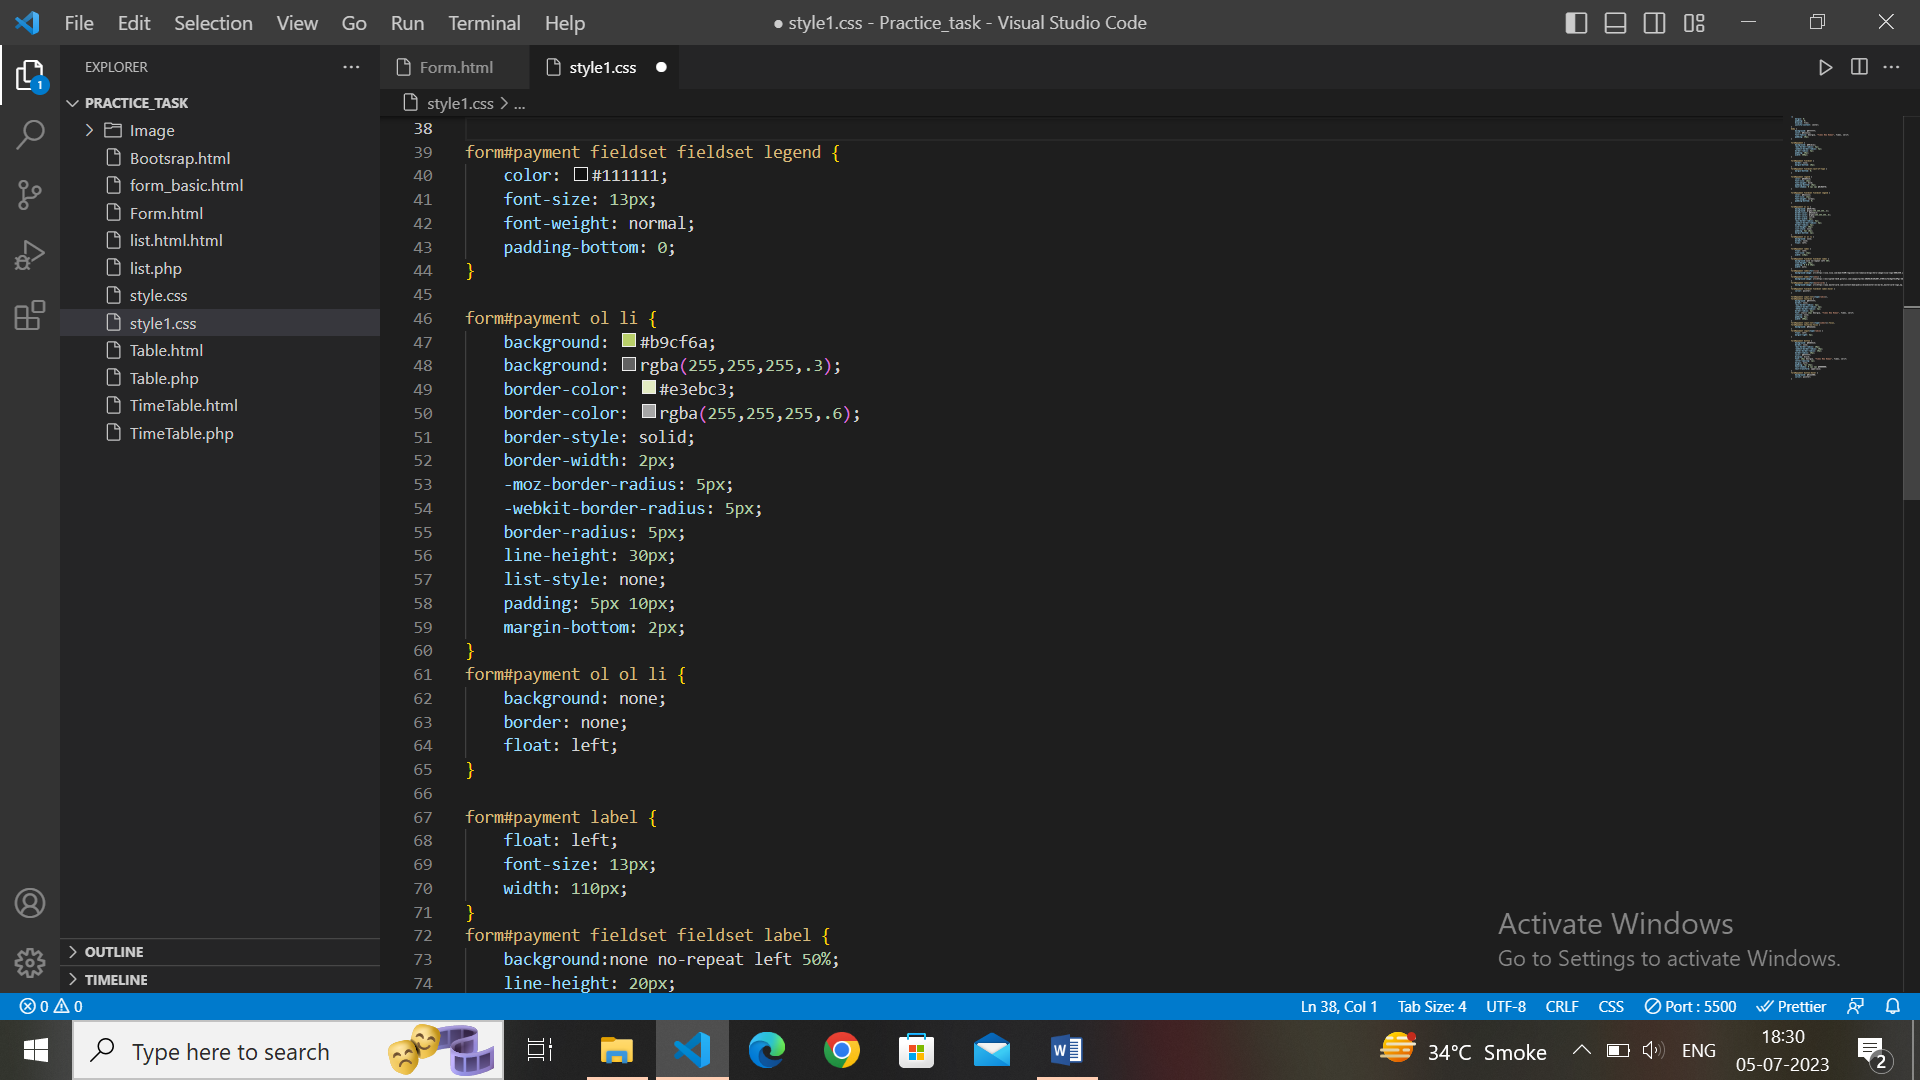 File Edit Selection View Go Run Terminal Help
● style1.css - Practice_task - Visual Studio Code
EXPLORER
PRACTICE_TASK
Image
Bootsrap.html
form_basic.html
Form.html
list.html.html
list.php
style.css
style1.css
Table.html
Table.php
TimeTable.html
TimeTable.php
OUTLINE
TIMELINE
1
Form.html
style1.css
style1.css > ...
38
39 form#payment fieldset fieldset legend {
40 color: #111111;
41 font-size: 13px;
42 font-weight: normal;
43 padding-bottom: 0;
44 }
45
46 form#payment ol li {
47 background: #b9cf6a;
48 background: rgba(255,255,255,.3);
49 border-color: #e3ebc3;
50 border-color: rgba(255,255,255,.6);
51 border-style: solid;
52 border-width: 2px;
53 -moz-border-radius: 5px;
54 -webkit-border-radius: 5px;
55 border-radius: 5px;
56 line-height: 30px;
57 list-style: none;
58 padding: 5px 10px;
59 margin-bottom: 2px;
60 }
61 form#payment ol ol li {
62 background: none;
63 border: none;
64 float: left;
65 }
66
67 form#payment label {
68 float: left;
69 font-size: 13px;
70 width: 110px;
71 }
72 form#payment fieldset fieldset label {
73 background:none no-repeat left 50%;
74 line-height: 20px;
Activate Windows
Go to Settings to activate Windows.
0 0
Ln 38, Col 1 Tab Size: 4 UTF-8 CRLF CSS Port : 5500 Prettier
Type here to search
34°C Smoke
ENG
18:30
05-07-2023
2